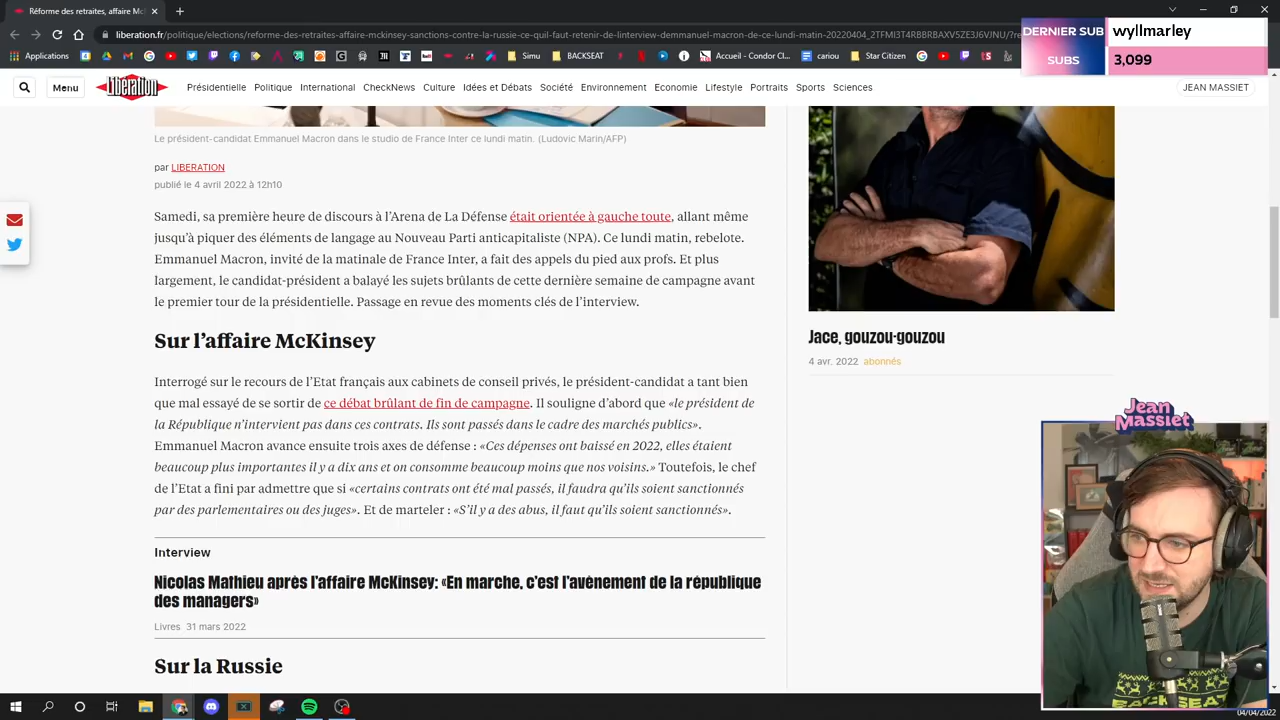 Réformes des retraites, McKin
liberation.fr/politique/elections/reforme-des-retraites-affaire-mckinsey-sanctions-contre-la-russie-ce-quil-faut-retenir-de-linterview-demmanuel-macron-de-ce-lundi-matin-20220404_
DERNIER SUB
wyllmarley
SUBS
3,099
Applications
Simu
BACKSEAT
Accueil - Condor Cl...
cariou
Star Citizen
Menu
Libération
Présidentielle
Politique
International
CheckNews
Culture
Idées et Débats
Société
Environnement
Economie
Lifestyle
Portraits
Sports
Sciences
JEAN MASSIET
Le président-candidat Emmanuel Macron dans le studio de France Inter ce lundi matin. (Ludovic Marin/AFP)
par LIBERATION
publié le 4 avril 2022 à 12h10
Samedi, sa première heure de discours à l’Arena de La Défense était orientée à gauche toute, allant même
jusqu’à piquer des éléments de langage au Nouveau Parti anticapitaliste (NPA). Ce lundi matin, rebelote.
Emmanuel Macron, invité de la matinale de France Inter, a fait des appels du pied aux profs. Et plus
largement, le candidat-président a balayé les sujets brûlants de cette dernière semaine de campagne avant
le premier tour de la présidentielle. Passage en revue des moments clés de l’interview.
Sur l’affaire McKinsey
Interrogé sur le recours de l’Etat français aux cabinets de conseil privés, le président-candidat a tant bien
que mal essayé de se sortir de ce débat brûlant de fin de campagne. Il souligne d’abord que «le président de
la République n’intervient pas dans ces contrats. Ils sont passés dans le cadre des marchés publics».
Emmanuel Macron avance ensuite trois axes de défense : «Ces dépenses ont baissé en 2022, elles étaient
beaucoup plus importantes il y a dix ans et on consomme beaucoup moins que nos voisins.» Toutefois, le chef
de l’Etat a fini par admettre que si «certains contrats ont été mal passés, il faudra qu’ils soient sanctionnés
par des parlementaires ou des juges». Et de marteler : «S’il y a des abus, il faut qu’ils soient sanctionnés».
Interview
Nicolas Mathieu après l’affaire McKinsey: «En marche, c’est l’avènement de la république
des managers»
Livres 31 mars 2022
Sur la Russie
Jace, gouzou-gouzou
4 avr. 2022 abonnés
Jean
Massiet
BACKSEAT
04/04/2022